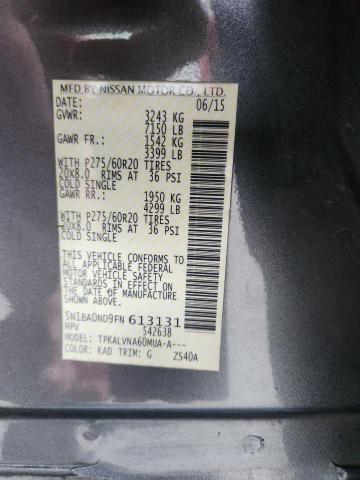 MFD BY NISSAN MOTOR CO., LTD.
DATE: 06/15
GVWR: 3243 KG
7150 LB
GAWR FR.: 1542 KG
3399 LB
WITH P275/60R20 TIRES
20X8.0 RIMS AT 36 PSI
COLD SINGLE
GAWR RR.: 1950 KG
4299 LB
WITH P275/60R20 TIRES
20X8.0 RIMS AT 36 PSI
COLD SINGLE
THIS VEHICLE CONFORMS TO
ALL APPLICABLE FEDERAL
MOTOR VEHICLE SAFETY
STANDARDS IN EFFECT ON
THE DATE OF MANUFACTURE
SHOWN ABOVE.
5N1BA0ND9FN 613131
MPV 542638
MODEL: TPKALVNA60MUA-A---
COLOR: KAD TRIM: G ZS40A